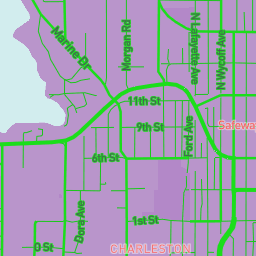 Marine Dr
Morgan Rd
N Lafayette Ave
N Wycoff Ave
11th St
9th St
Ford Ave
Safeway
6th St
Dora Ave
1st St
0 St
CHARLESTON